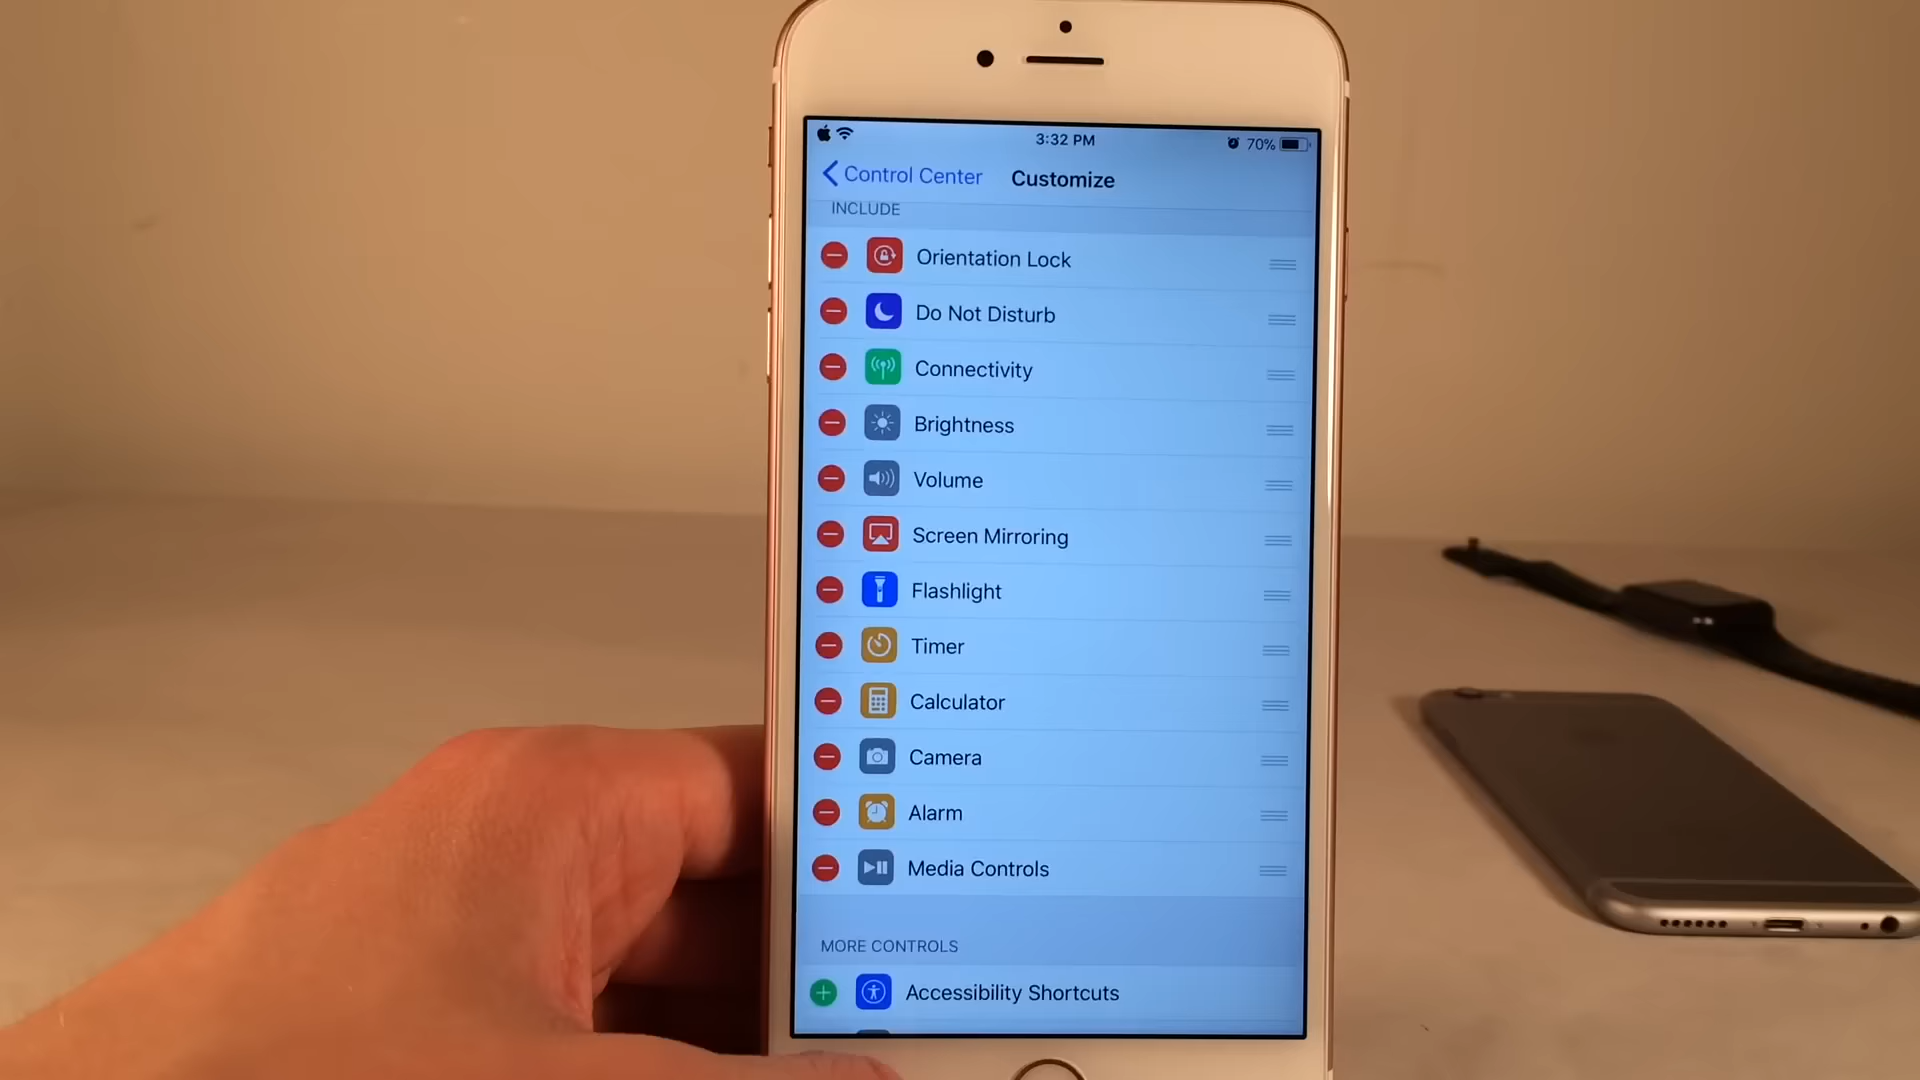 3:32 PM
70%
Control Center
Customize
INCLUDE
Orientation Lock
Do Not Disturb
Connectivity
Brightness
Volume
Screen Mirroring
Flashlight
Timer
Calculator
Camera
Alarm
Media Controls
MORE CONTROLS
Accessibility Shortcuts